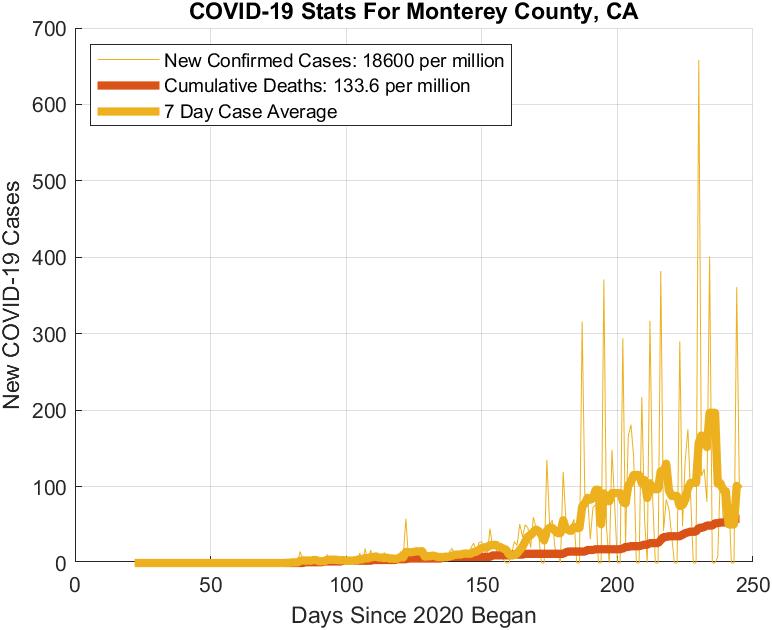 COVID-19 Stats For Monterey County, CA
New Confirmed Cases: 18600 per million
Cumulative Deaths: 133.6 per million
7 Day Case Average
New COVID-19 Cases
700
600
500
400
300
200
100
0
0 50 100 150 200 250
Days Since 2020 Began